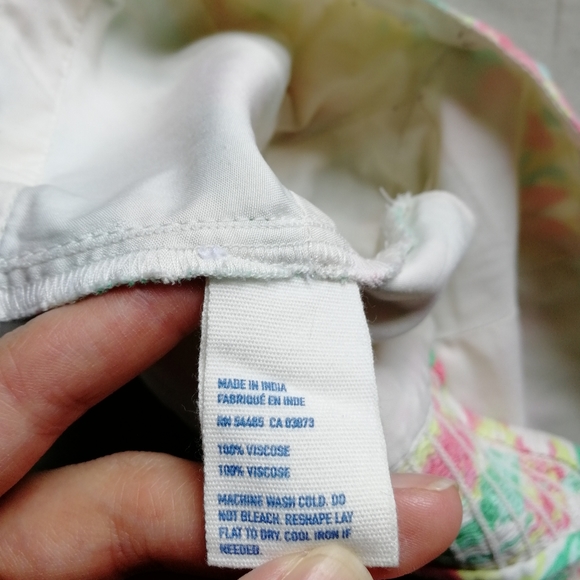 MADE IN INDIA
FABRIQUÉ EN INDE
RN 54485 CA 03873
100% VISCOSE
100% VISCOSE
MACHINE WASH COLD. DO
NOT BLEACH. RESHAPE LAY
FLAT TO DRY. COOL IRON IF
NEEDED.